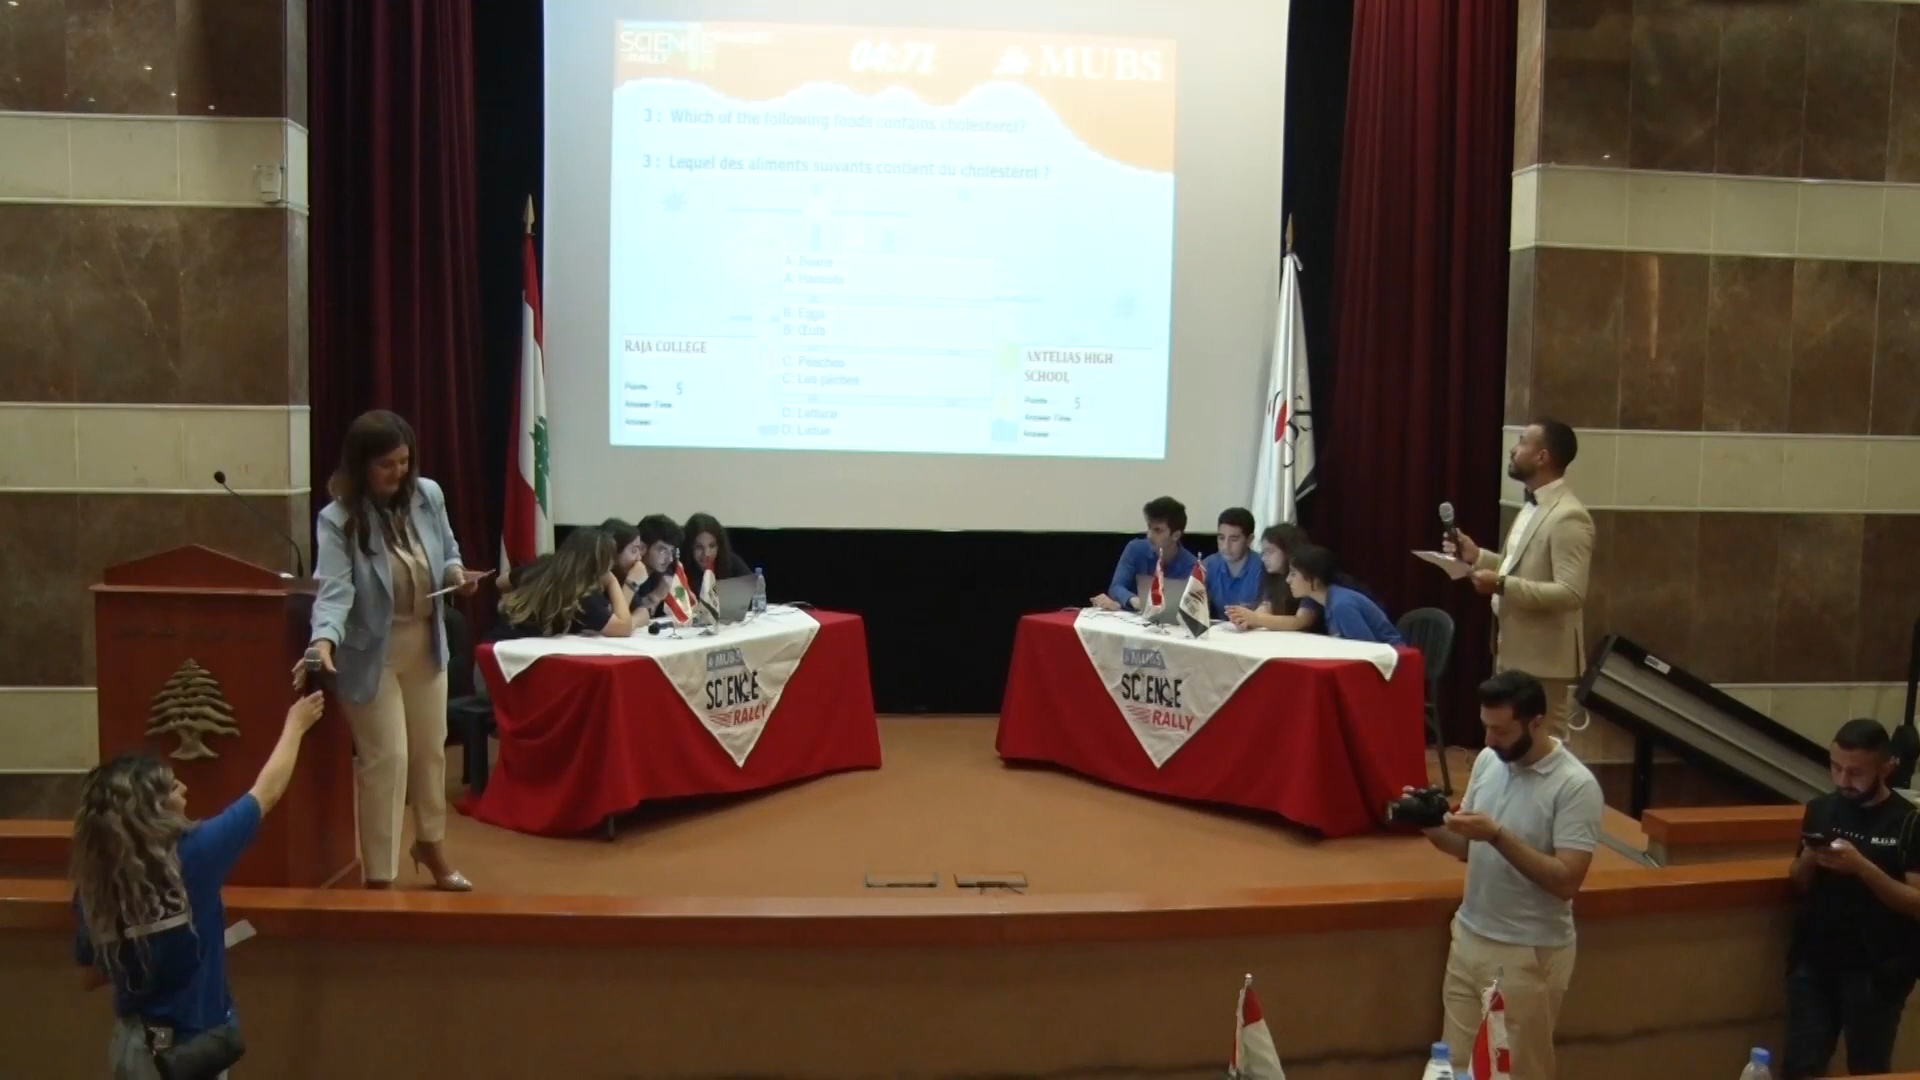 SCIENCE
RALLY
04:71
MUBS
3 : Which of the following foods contains cholesterol?
3 : Lequel des aliments suivants contient du cholestérol ?
A: Beans
A: Haricots
B: Eggs
B: Œufs
C: Peaches
C: Les pêches
D: Lettuce
D: Laitue
RAJA COLLEGE
Points 5
Answer Time
Answer
ANTELIAS HIGH
SCHOOL
Points 5
Answer Time
Answer
MUBS
SCIENCE
RALLY
MUBS
SCIENCE
RALLY